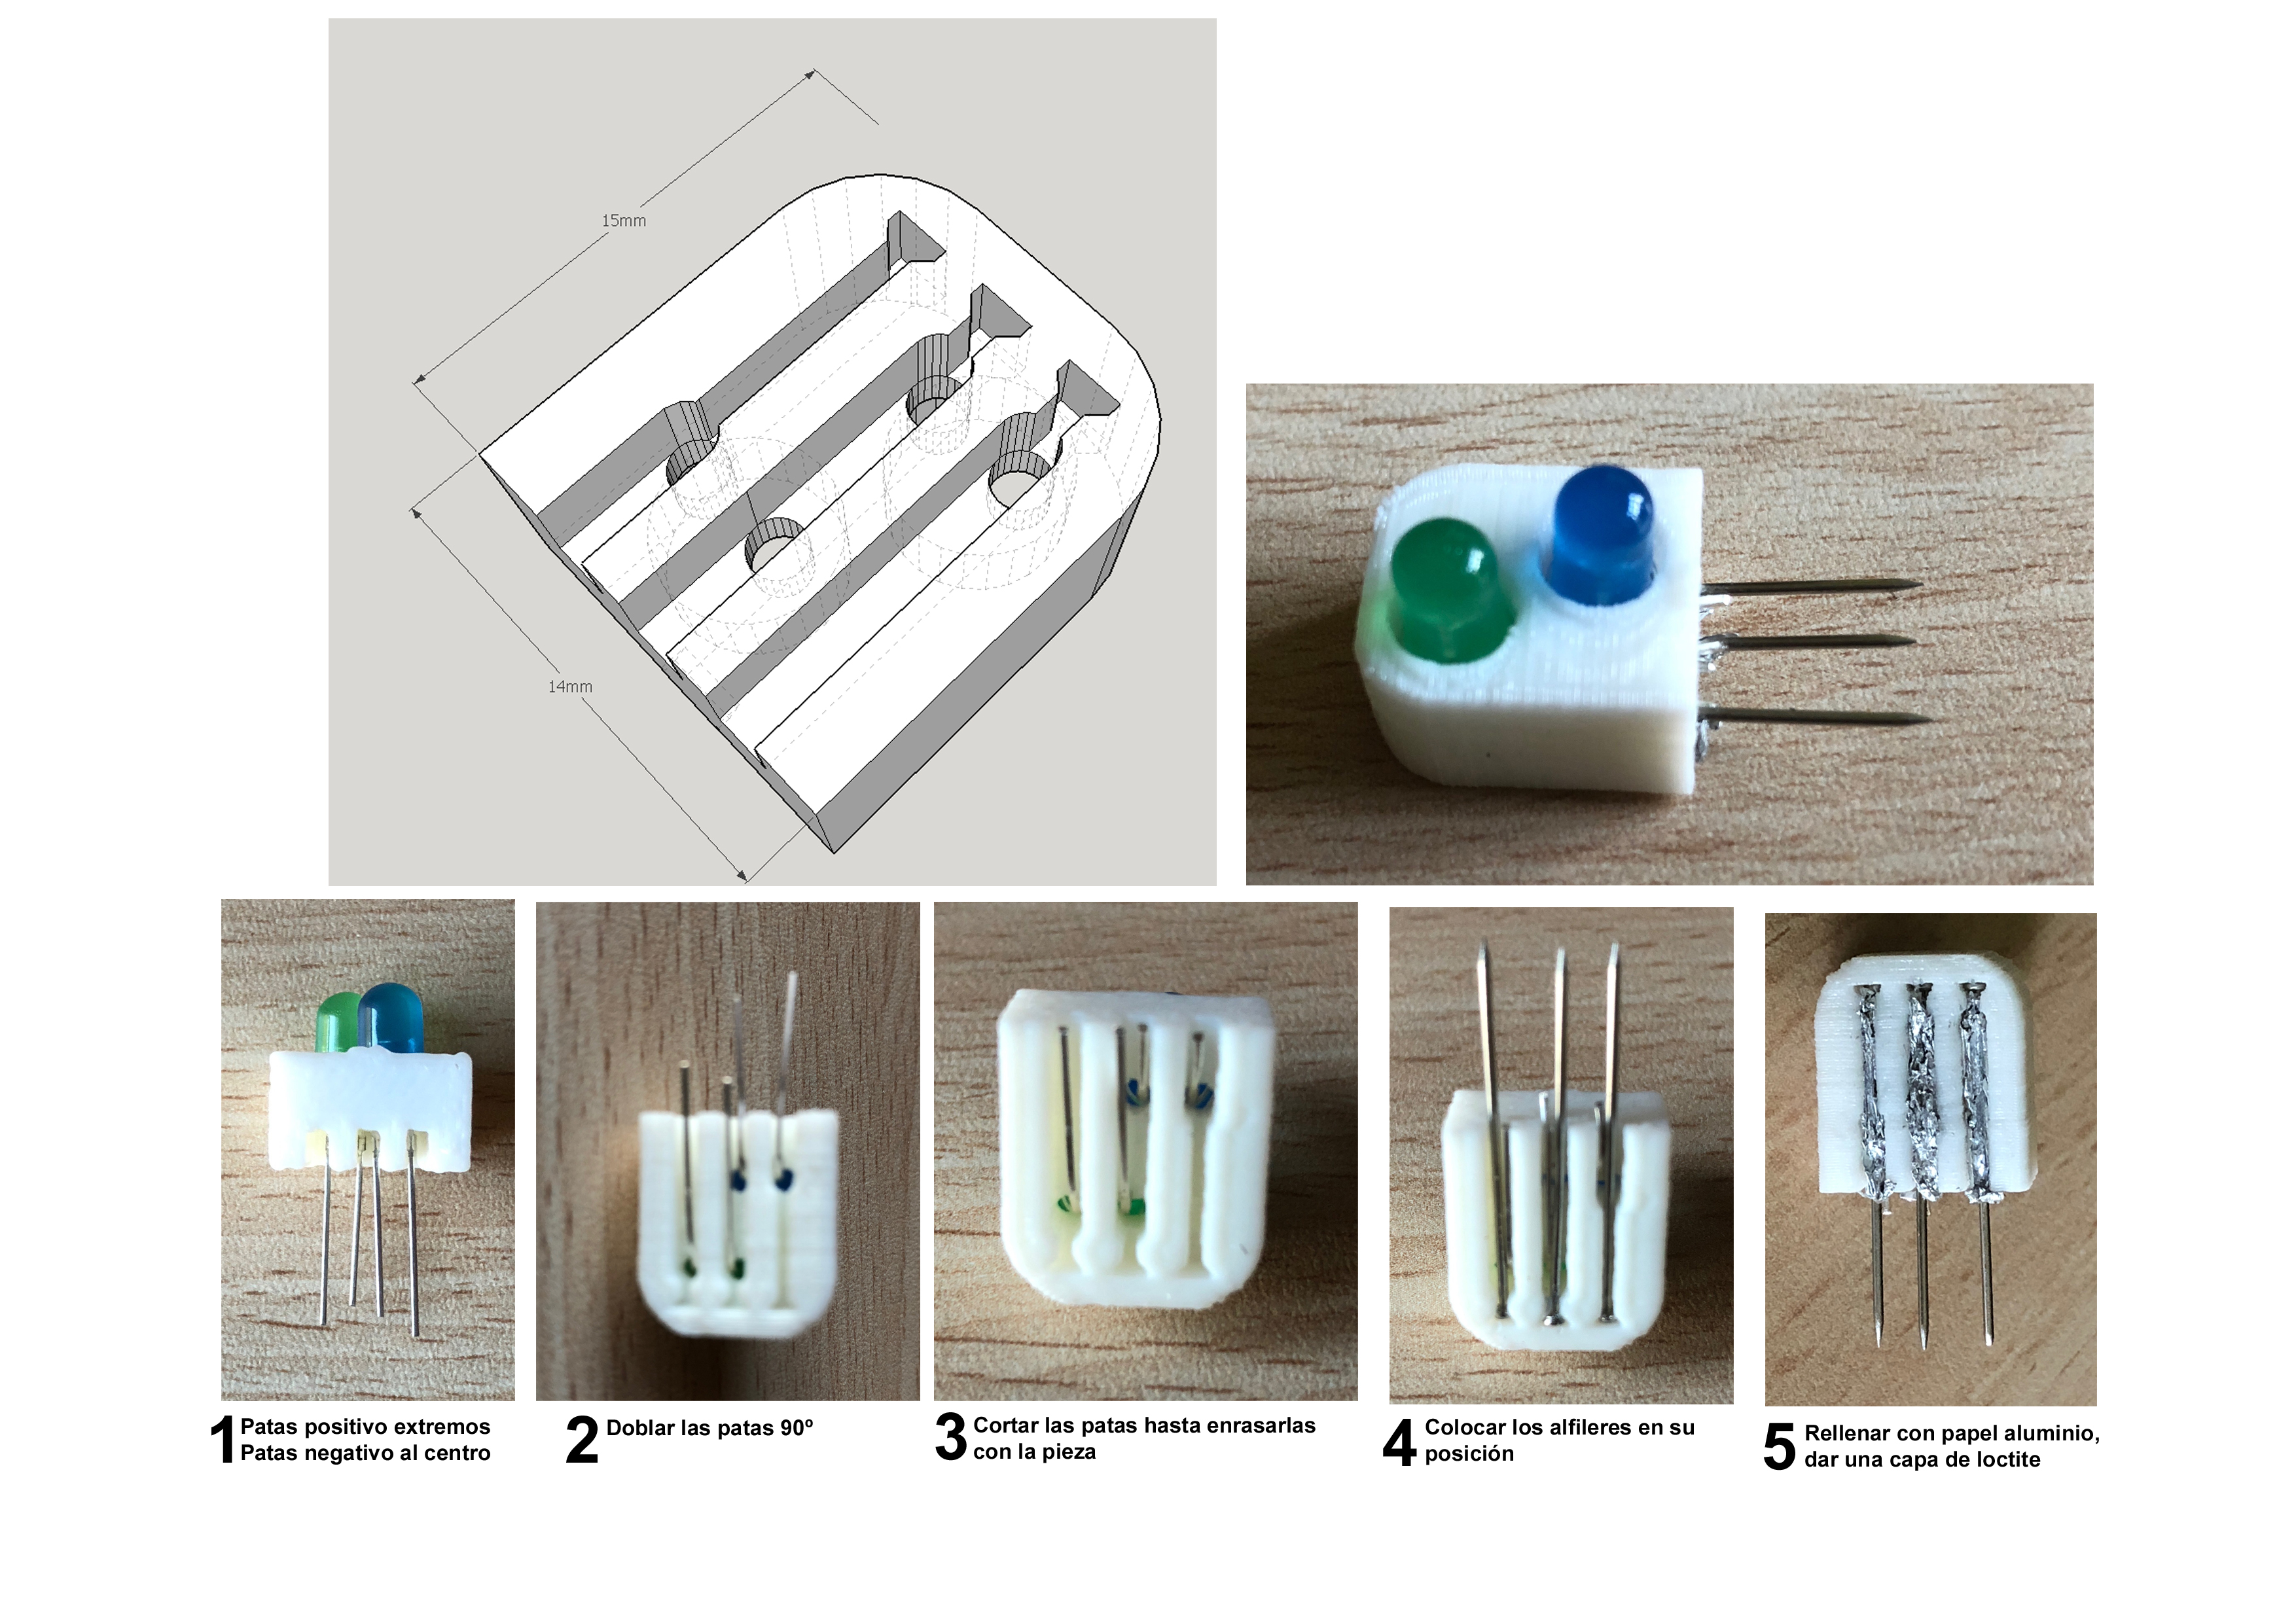 15mm
14mm
1 Patas positivo extremos
Patas negativo al centro
2 Doblar las patas 90º
3 Cortar las patas hasta enrasarlas
con la pieza
4 Colocar los alfileres en su
posición
5 Rellenar con papel aluminio,
dar una capa de loctite